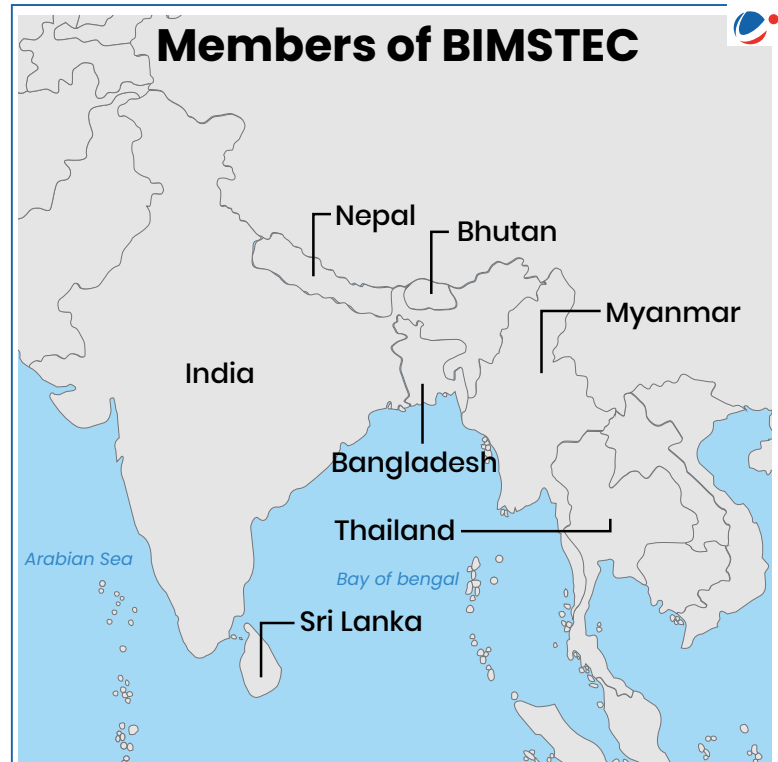 Members of BIMSTEC
Nepal
Bhutan
Myanmar
India
Bangladesh
Thailand
Arabian Sea
Bay of bengal
Sri Lanka